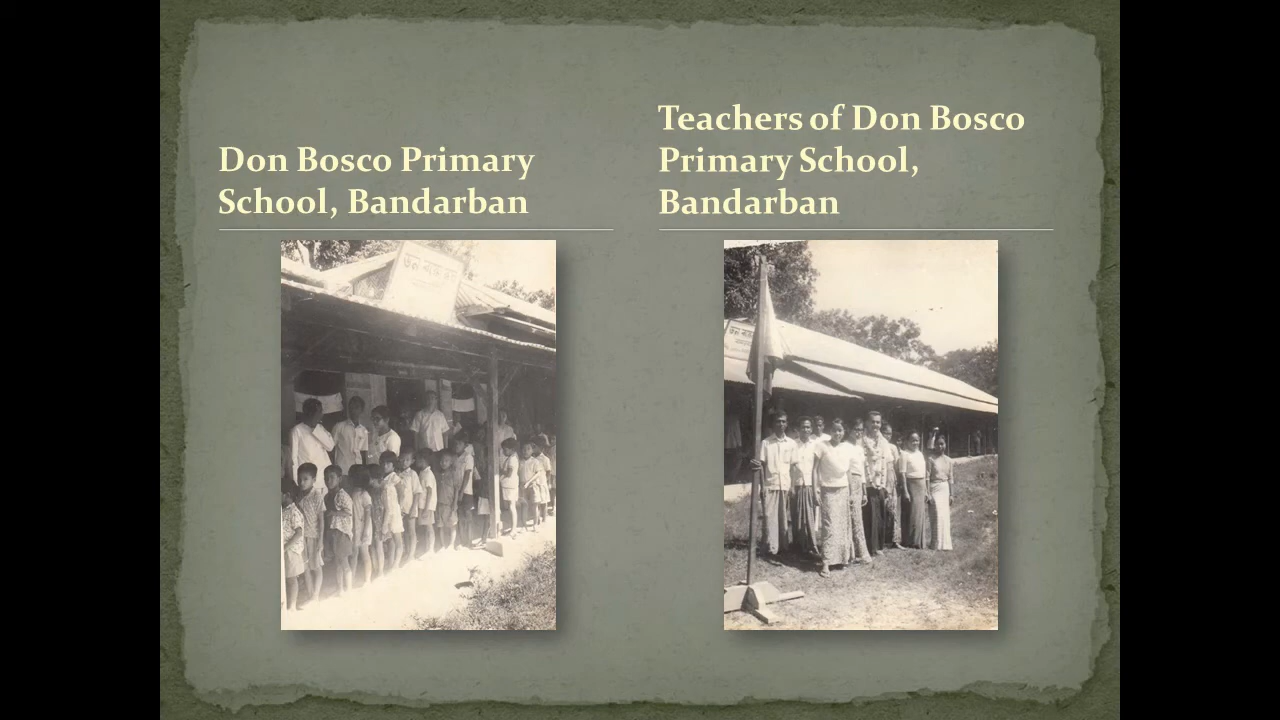 Don Bosco Primary
School, Bandarban
Teachers of Don Bosco
Primary School,
Bandarban